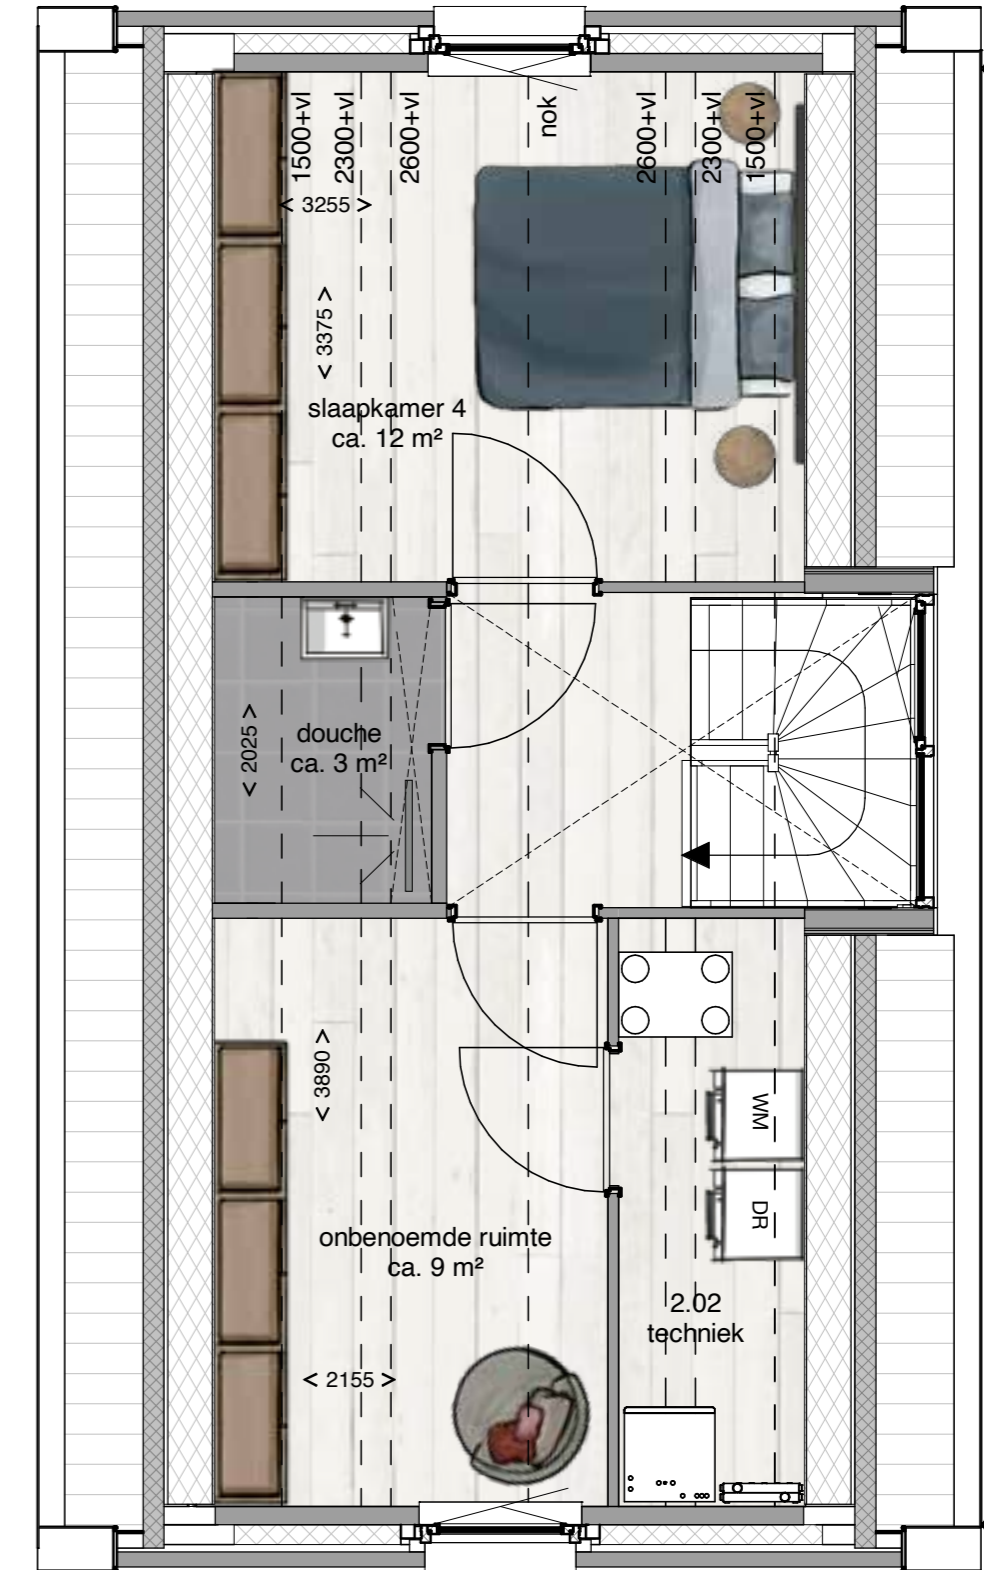 1500+vl
2300+vl
2600+vl
nok
2600+vl
2300+vl
1500+vl
< 3255 >
< 3375 >
slaapkamer 4
ca. 12 m²
< 2025 >
douche
ca. 3 m²
< 3890 >
WM
DR
onbenoemde ruimte
ca. 9 m²
2.02
techniek
< 2155 >